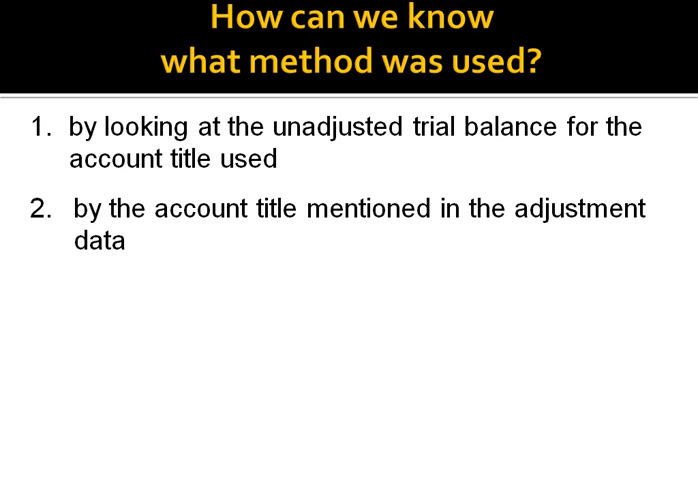 How can we know
what method was used?
1. by looking at the unadjusted trial balance for the
account title used
2. by the account title mentioned in the adjustment
data